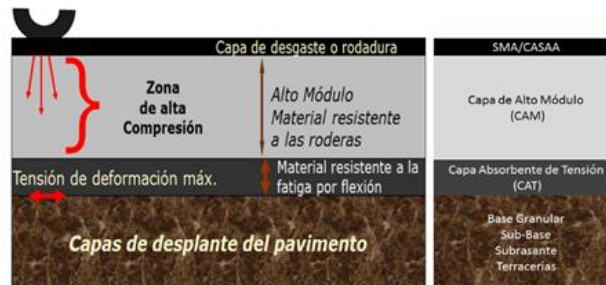 Capa de desgaste o rodadura
Zona
de alta
Compresión
Alto Módulo
Material resistente
a las roderas
Tensión de deformación máx.
Material resistente a la
fatiga por flexión
Capas de desplante del pavimento
SMA/CASAA
Capa de Alto Módulo
(CAM)
Capa Absorbente de Tensión
(CAT)
Base Granular
Sub-Base
Subrasante
Terracerías